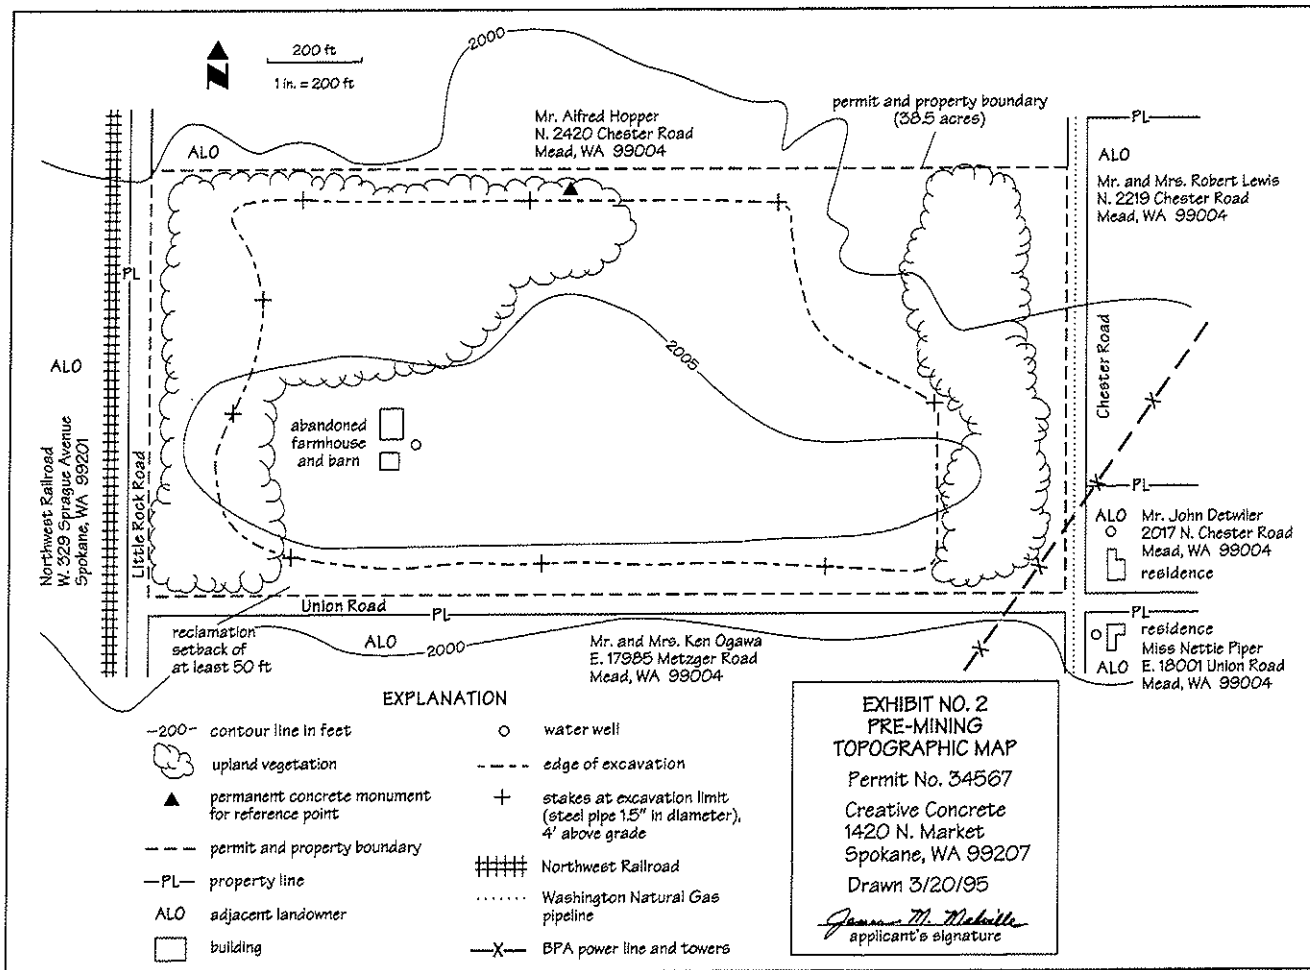 2000
200 ft
1 in. = 200 ft
N
permit and property boundary
(38.5 acres)
Mr. Alfred Hopper
N. 2420 Chester Road
Mead, WA 99004
ALO
PL
ALO
Mr. and Mrs. Robert Lewis
N. 2219 Chester Road
Mead, WA 99004
PL
ALO
2005
Chester Road
abandoned
farmhouse
and barn
Northwest Railroad
W. 329 Sprague Avenue
Spokane, WA 99201
Little Rock Road
PL
ALO Mr. John Detwiler
2017 N. Chester Road
Mead, WA 99004
residence
Union Road
PL
PL
reclamation
setback of
at least 50 ft
ALO
2000
Mr. and Mrs. Ken Ogawa
E. 17985 Metzger Road
Mead, WA 99004
residence
Miss Nettie Piper
ALO E. 18001 Union Road
Mead, WA 99004
EXPLANATION
-200- contour line in feet
upland vegetation
permanent concrete monument
for reference point
permit and property boundary
PL property line
ALO adjacent landowner
building
water well
edge of excavation
stakes at excavation limit
(steel pipe 1.5" in diameter),
4' above grade
Northwest Railroad
Washington Natural Gas
pipeline
X BPA power line and towers
EXHIBIT NO. 2
PRE-MINING
TOPOGRAPHIC MAP
Permit No. 34567
Creative Concrete
1420 N. Market
Spokane, WA 99207
Drawn 3/20/95
James M. Melville
applicant's signature